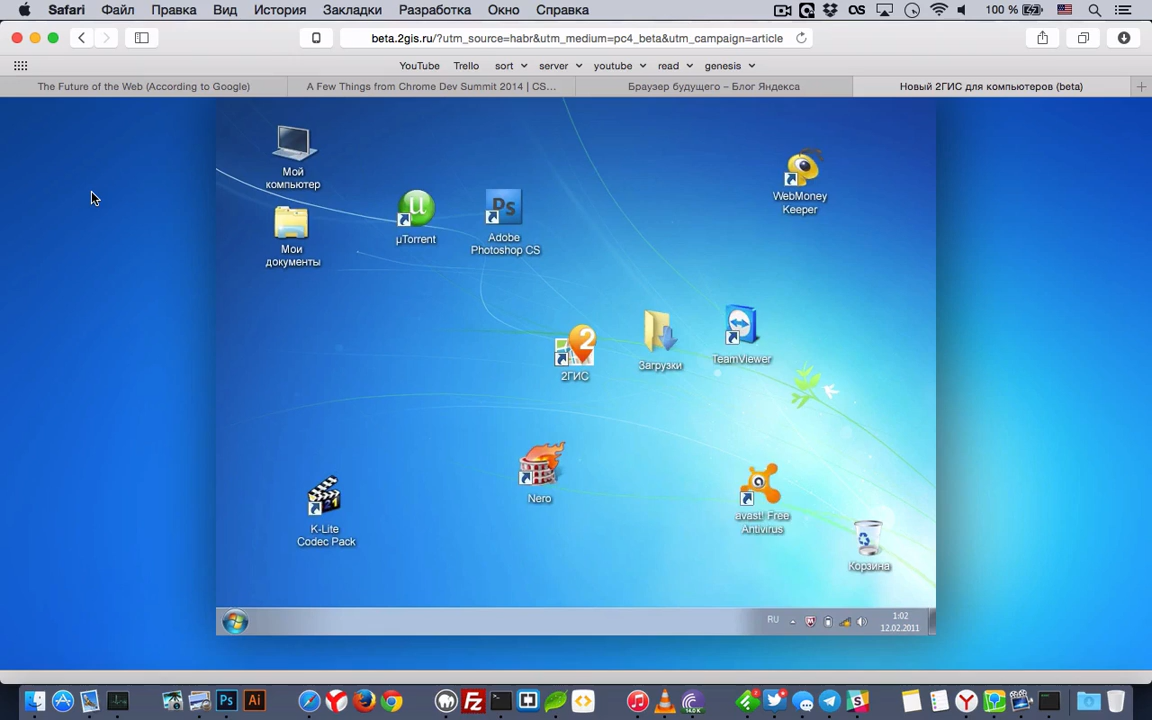 Safari Файл Правка Вид История Закладки Разработка Окно Справка 100 %
beta.2gis.ru/?utm_source=habr&utm_medium=pc4_beta&utm_campaign=article
YouTube Trello sort server youtube read genesis
The Future of the Web (According to Google) A Few Things from Chrome Dev Summit 2014 | CS... Браузер будущего – Блог Яндекса Новый 2ГИС для компьютеров (beta)
Мой
компьютер
WebMoney
Keeper
µTorrent
Adobe
Photoshop CS
Мои
документы
2ГИС
Загрузки
TeamViewer
Nero
K-Lite
Codec Pack
avast! Free
Antivirus
Корзина
RU 1:02
12.02.2011
Ps Ai